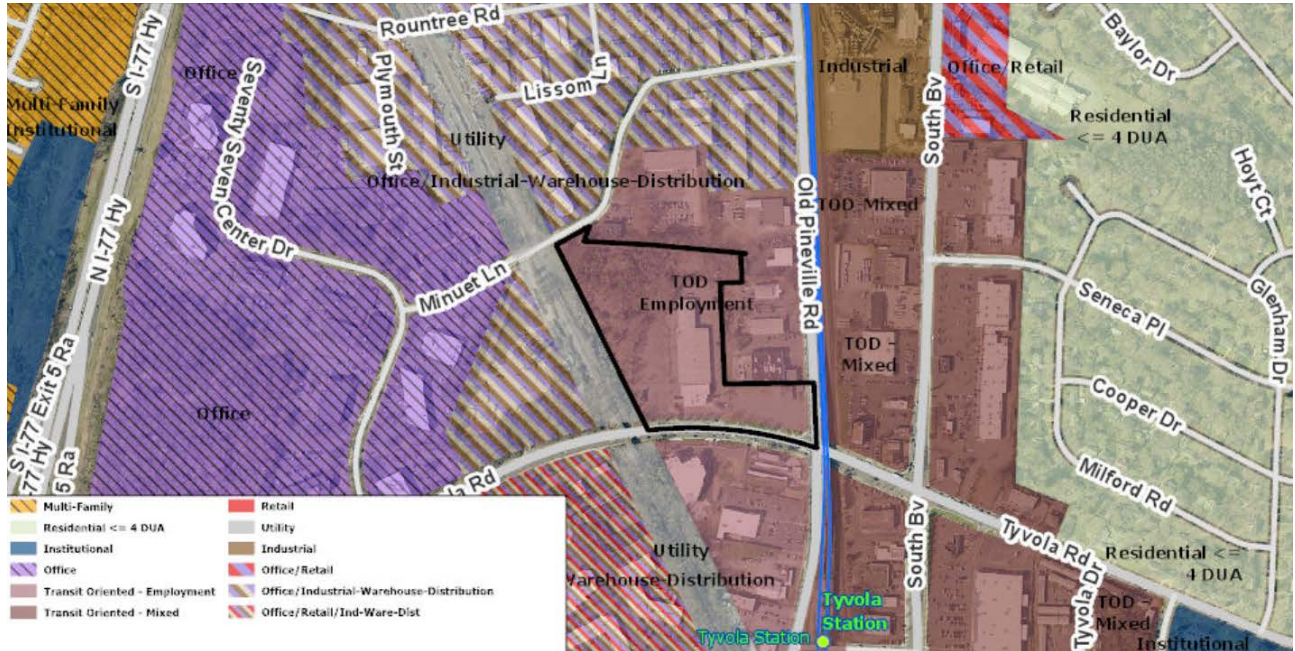 Rountree Rd
Baylor Dr
S I-77 Hy
Office
Seventy Seven Center Dr
Plymouth St
Lissom Ln
Industrial
South Bv
Office/Retail
Multi-Family
Institutional
Utility
Residential
<= 4 DUA
Hoyt Ct
Office/Industrial-Warehouse-Distribution
Old Pineville Rd
TOD-Mixed
N I-77 Hy
Minuet Ln
TOD -
Employment
Seneca Pl
Glenham Dr
TOD -
Mixed
S I-77 Exit 5 Ra
Office
Cooper Dr
Milford Rd
-77 Hy
5 Ra
la Rd
Tyvola Rd
South Bv
Utility
Warehouse-Distribution
Residential <=
4 DUA
Tyvola Dr
TOD -
Mixed
Tyvola
Station
Tyvola Station
Institutional
Multi-Family
Residential <= 4 DUA
Institutional
Office
Transit Oriented - Employment
Transit Oriented - Mixed
Retail
Utility
Industrial
Office/Retail
Office/Industrial-Warehouse-Distribution
Office/Retail/Ind-Ware-Dist